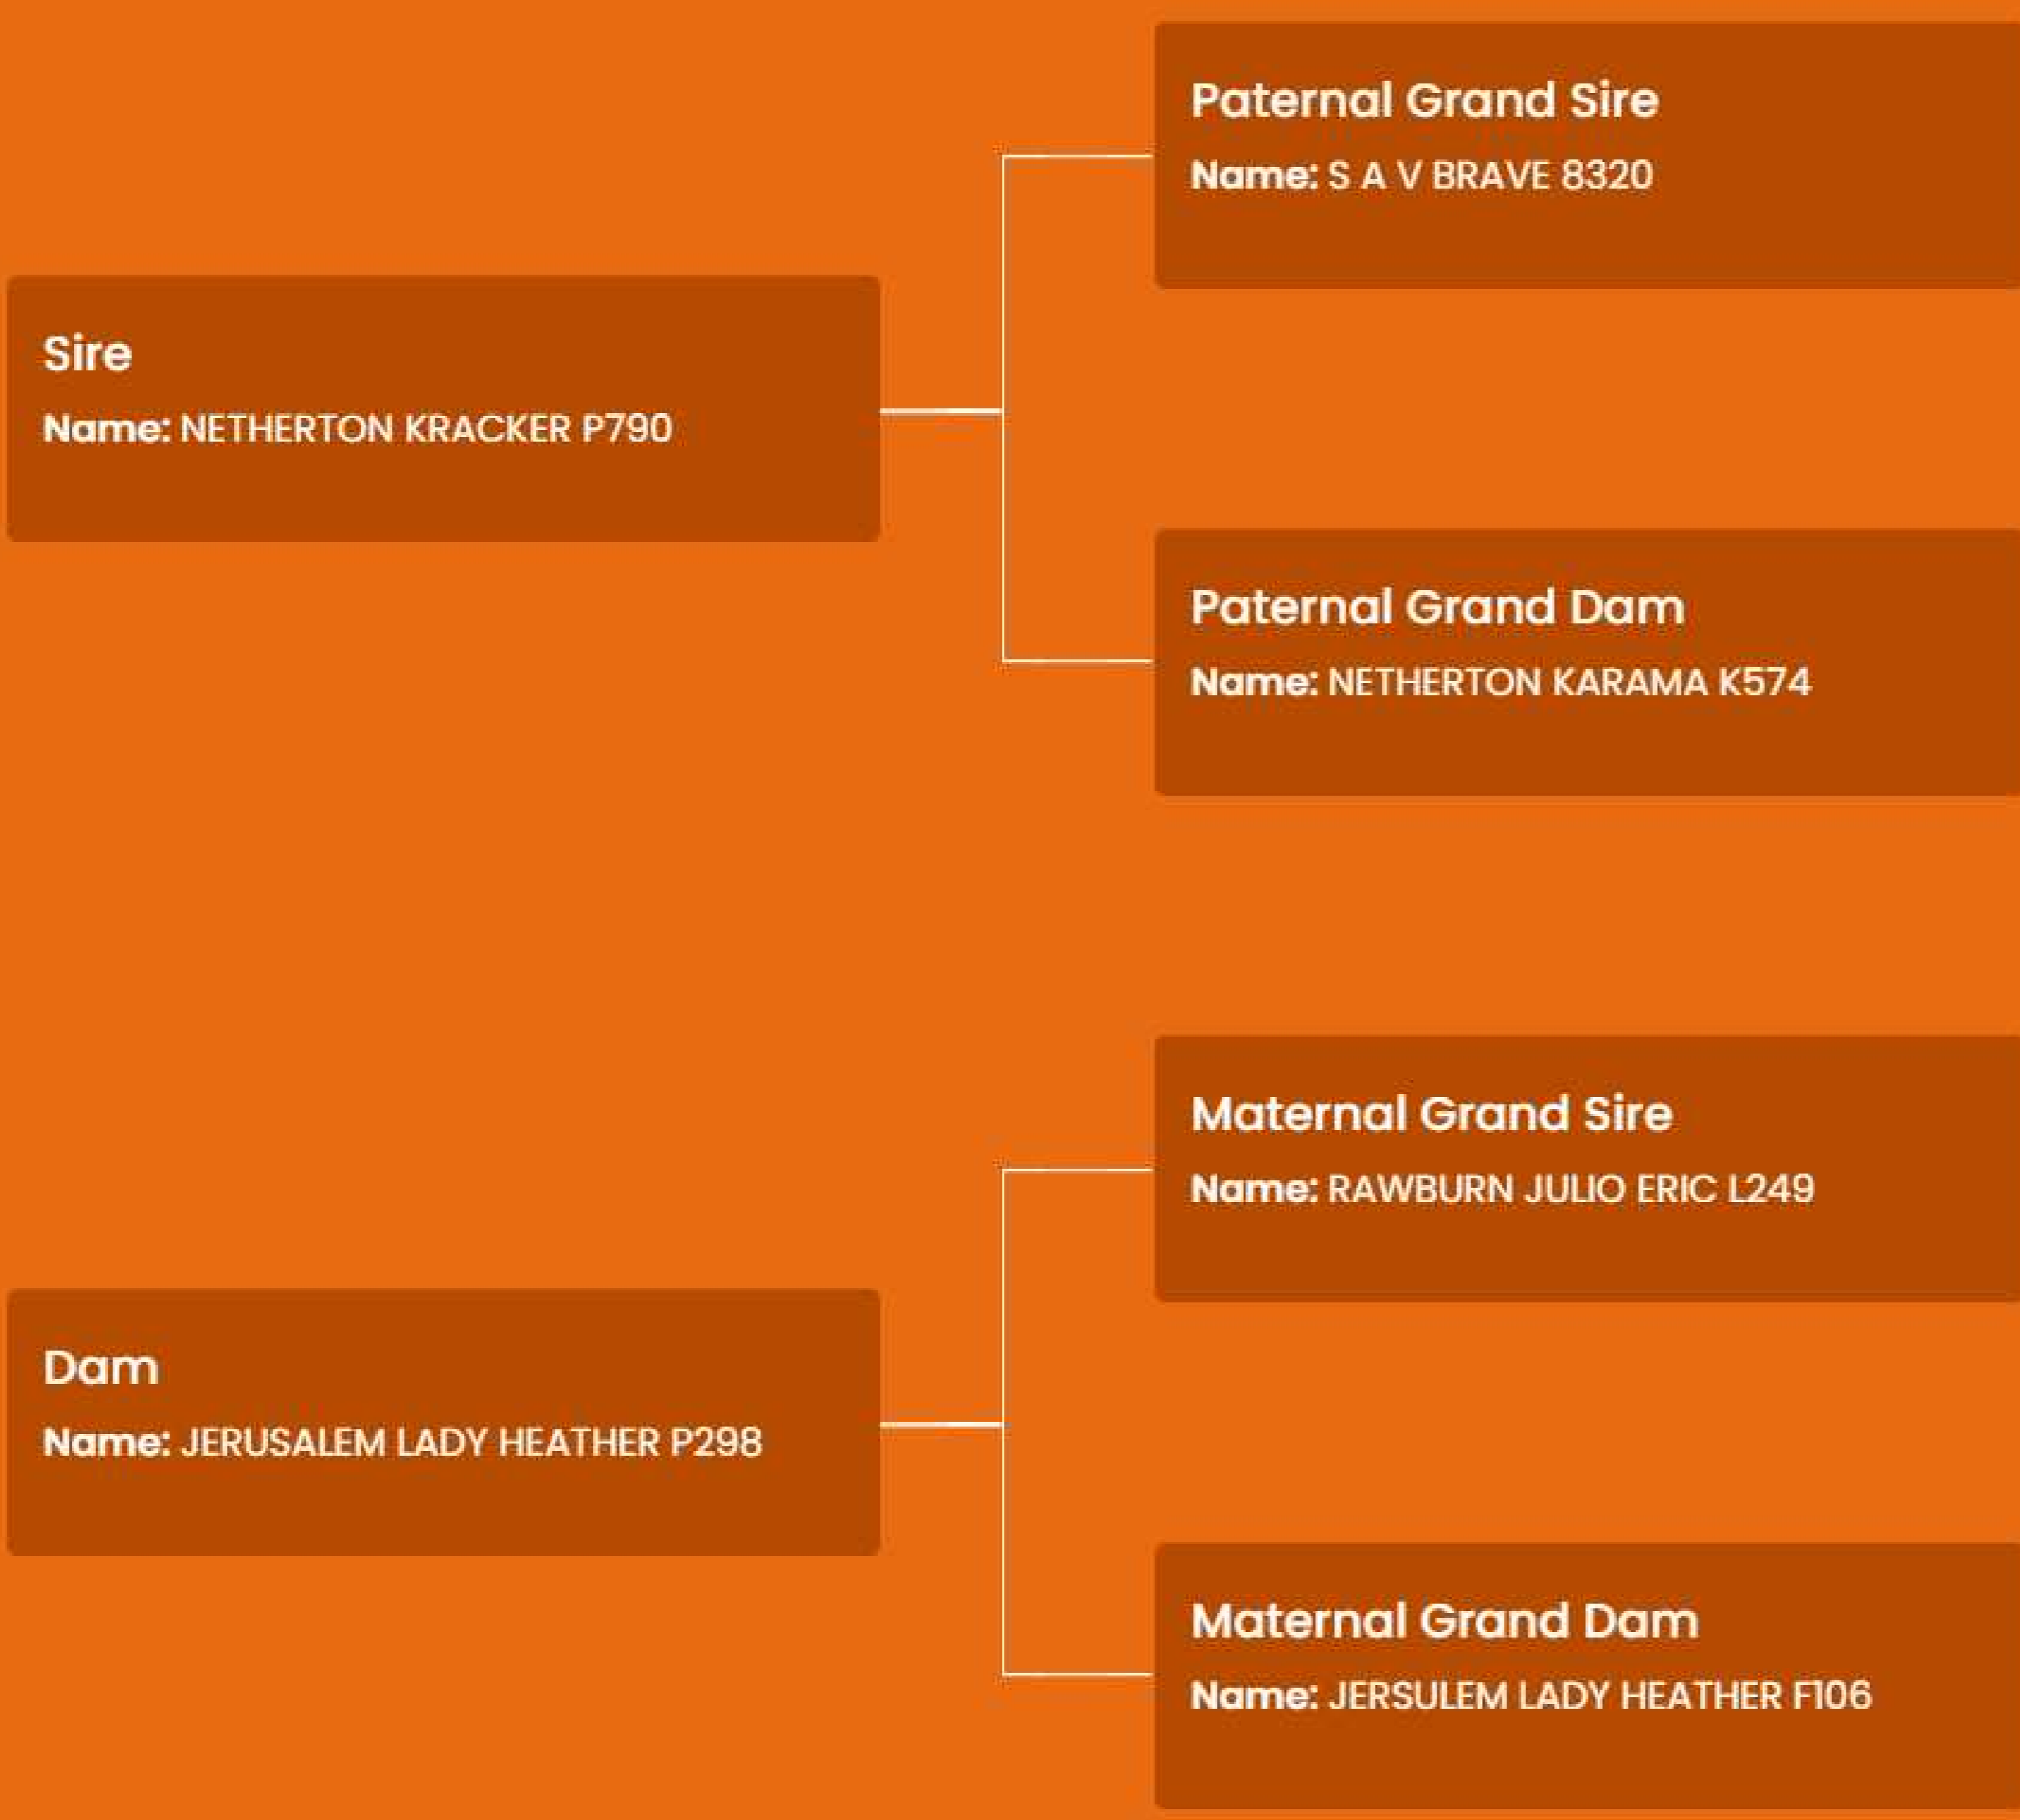 Paternal Grand Sire
Name: S A V BRAVE 8320
Sire
Name: NETHERTON KRACKER P790
Paternal Grand Dam
Name: NETHERTON KARAMA K574
Maternal Grand Sire
Name: RAWBURN JULIO ERIC L249
Dam
Name: JERUSALEM LADY HEATHER P298
Maternal Grand Dam
Name: JERSULEM LADY HEATHER F106